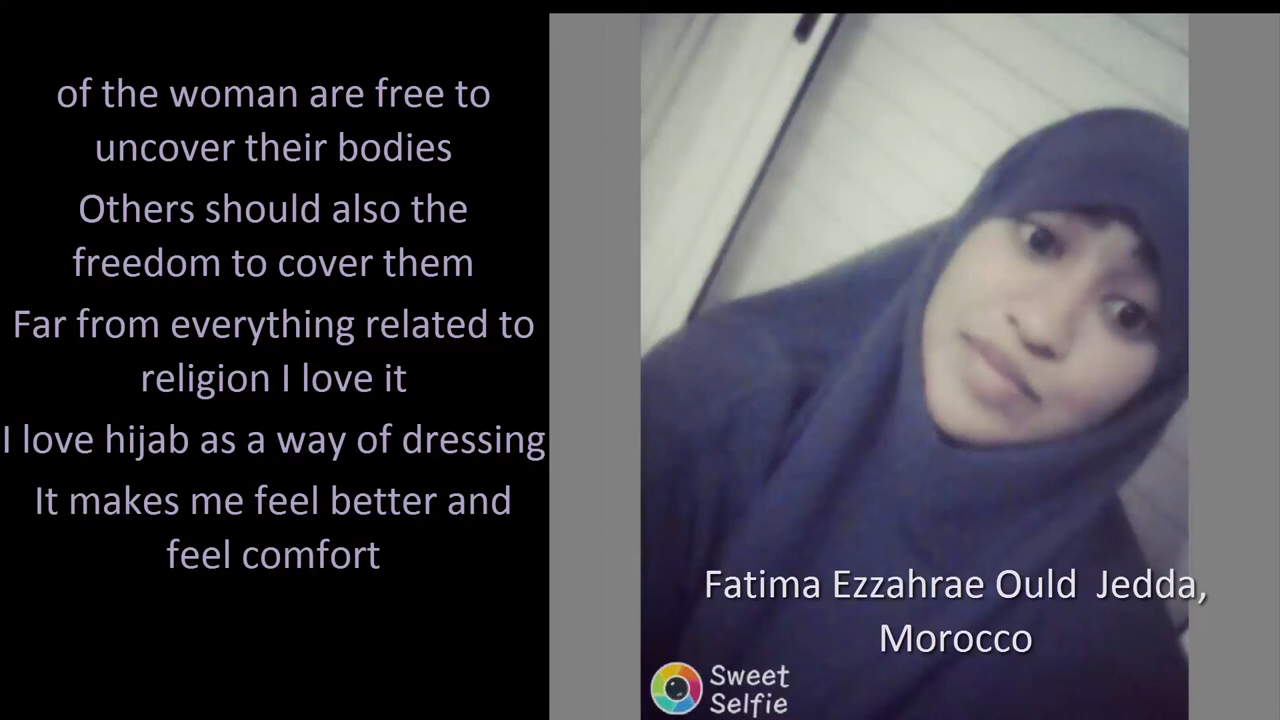 of the woman are free to
uncover their bodies
Others should also the
freedom to cover them
Far from everything related to
religion I love it
I love hijab as a way of dressing
It makes me feel better and
feel comfort
Fatima Ezzahrae Ould  Jedda,
Morocco
Sweet
Selfie